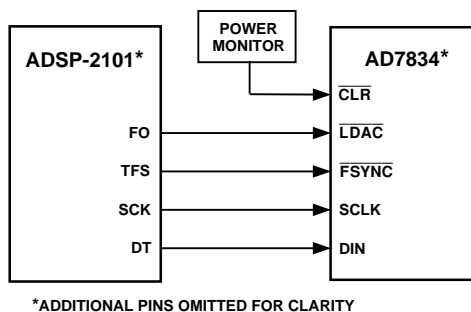 POWER
MONITOR
ADSP-2101*
AD7834*
CLR
FO
LDAC
TFS
FSYNC
SCK
SCLK
DT
DIN
*ADDITIONAL PINS OMITTED FOR CLARITY